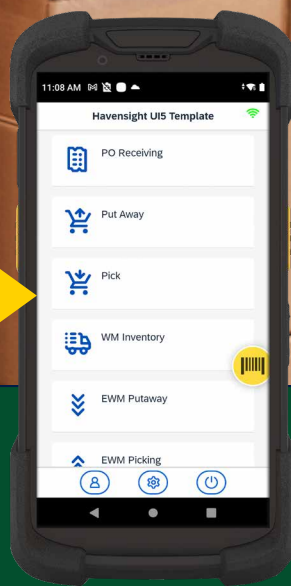 11:08 AM
Havensight UI5 Template
PO Receiving
Put Away
Pick
WM Inventory
EWM Putaway
EWM Picking